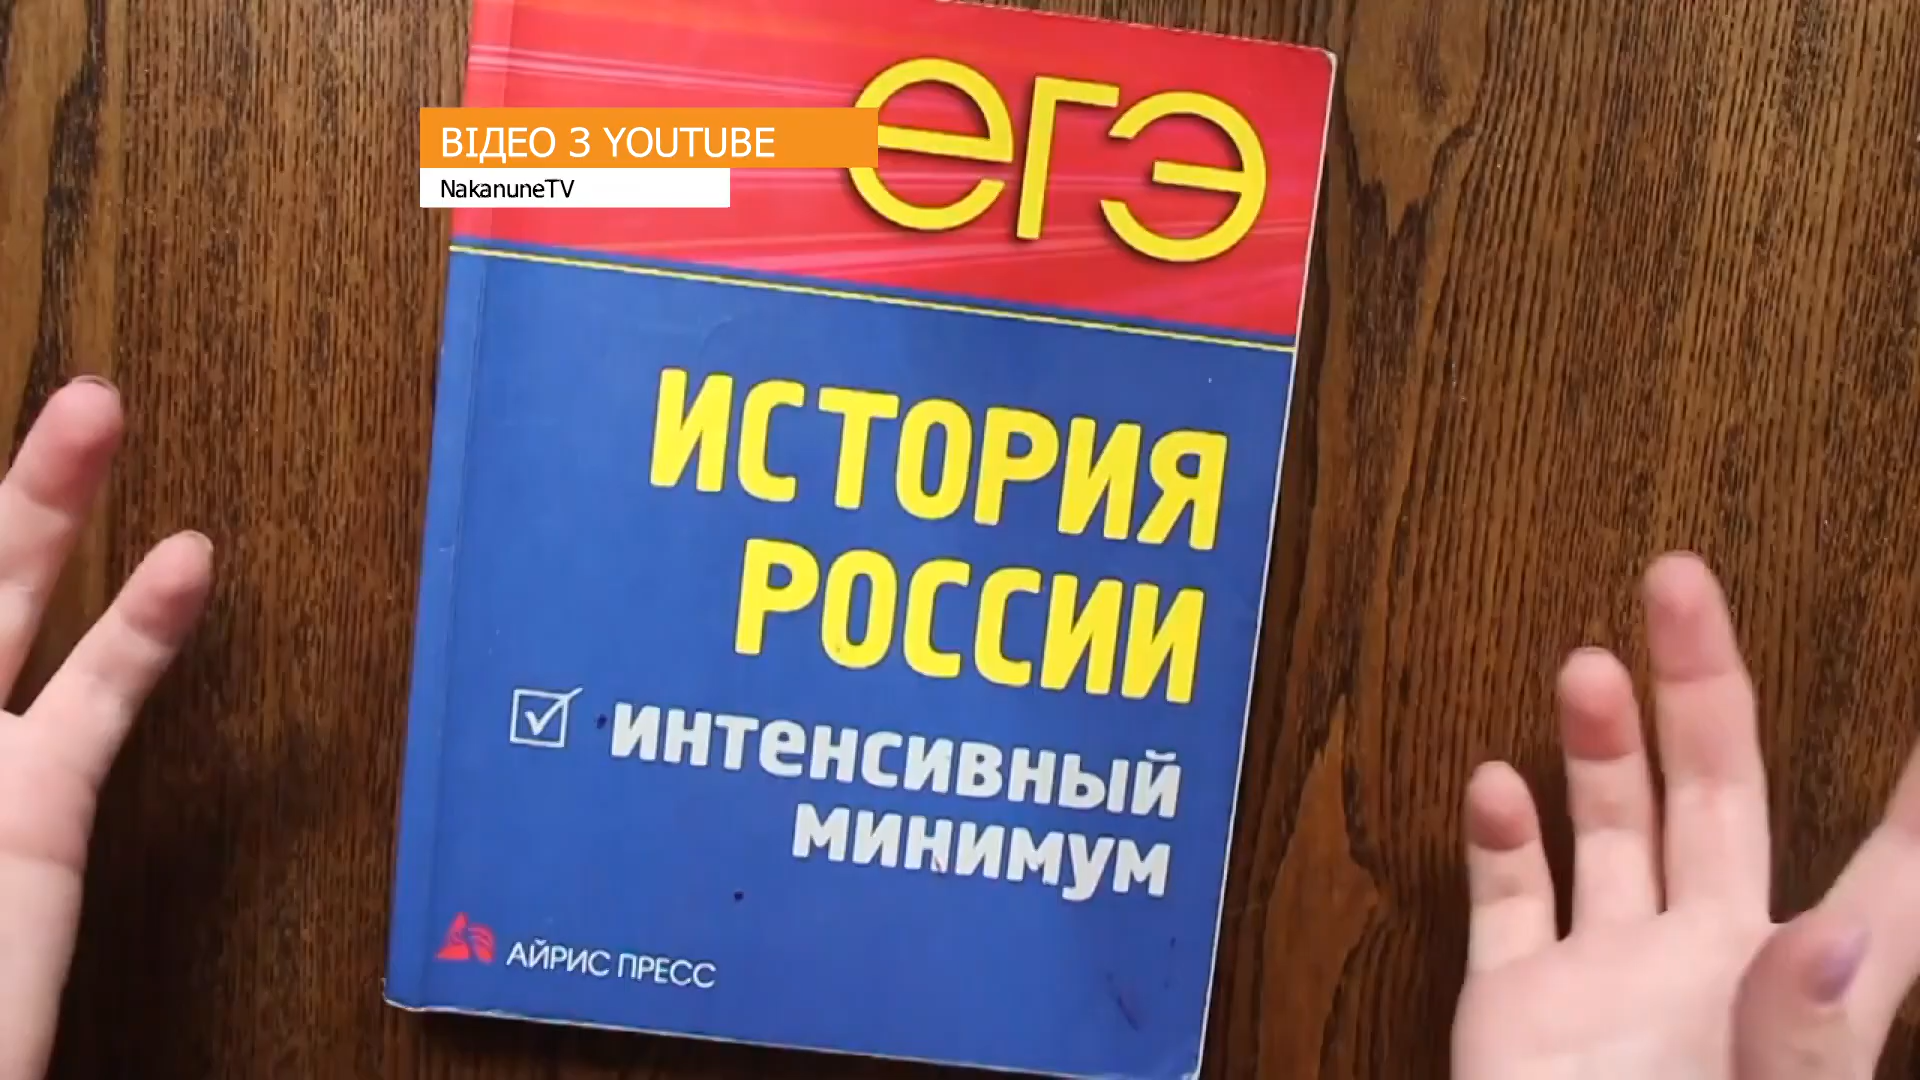 ЕГЭ
ВІДЕО З YOUTUBE
NakanuneTV
ИСТОРИЯ
РОССИИ
ИНТЕНСИВНЫЙ
МИНИМУМ
АЙРИС ПРЕСС